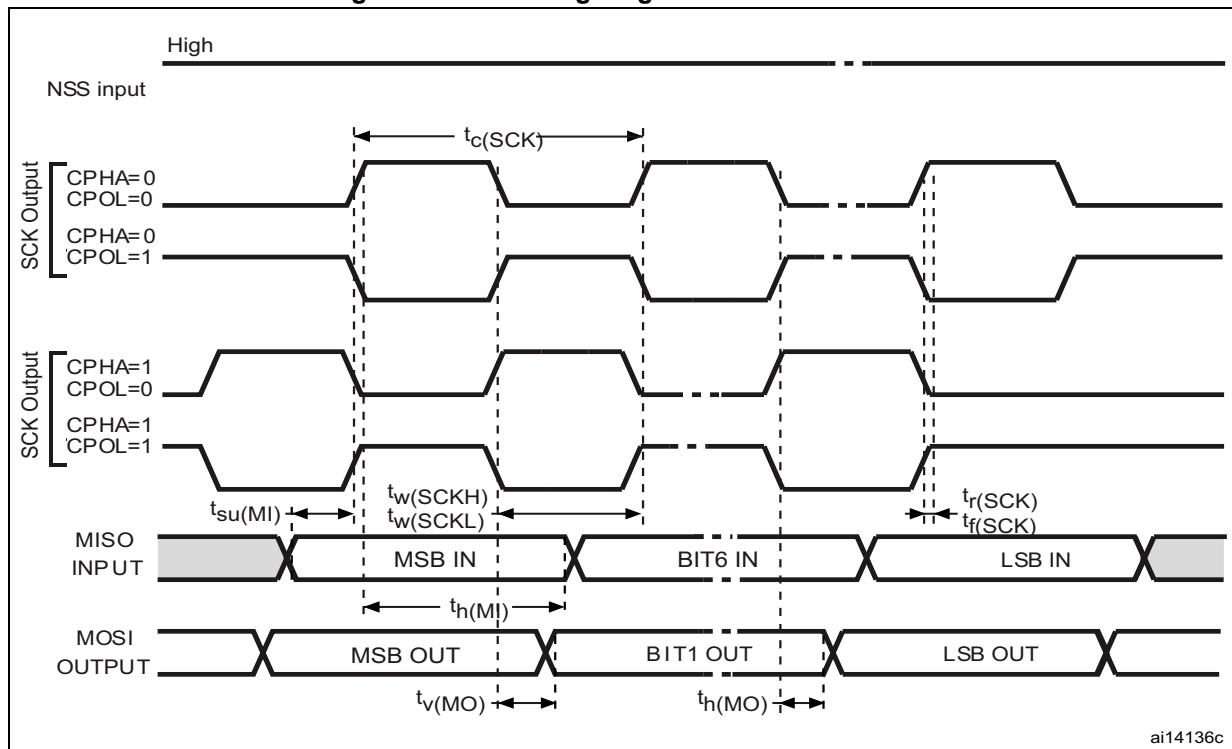 High
NSS input
tc(SCK)
SCK Output
CPHA=0
CPOL=0
CPHA=0
CPOL=1
SCK Output
CPHA=1
CPOL=0
CPHA=1
CPOL=1
tsu(MI)
tw(SCKH)
tw(SCKL)
tr(SCK)
tf(SCK)
MISO
INPUT
MSB IN
BIT6 IN
LSB IN
th(MI)
MOSI
OUTPUT
MSB OUT
BIT1 OUT
LSB OUT
tv(MO)
th(MO)
ai14136c